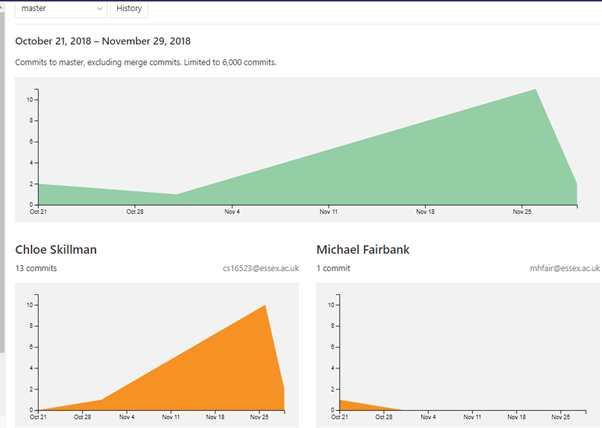 master History
October 21, 2018 – November 29, 2018
Commits to master, excluding merge commits. Limited to 6,000 commits.
10
8
6
4
2
0
Oct 21 Oct 28 Nov 4 Nov 11 Nov 18 Nov 25
Chloe Skillman Michael Fairbank
13 commits cs16523@essex.ac.uk 1 commit mhfair@essex.ac.uk
10 10
8 8
6 6
4 4
2 2
0 0
Oct 21 Oct 28 Nov 4 Nov 11 Nov 18 Nov 25 Oct 21 Oct 28 Nov 4 Nov 11 Nov 18 Nov 25